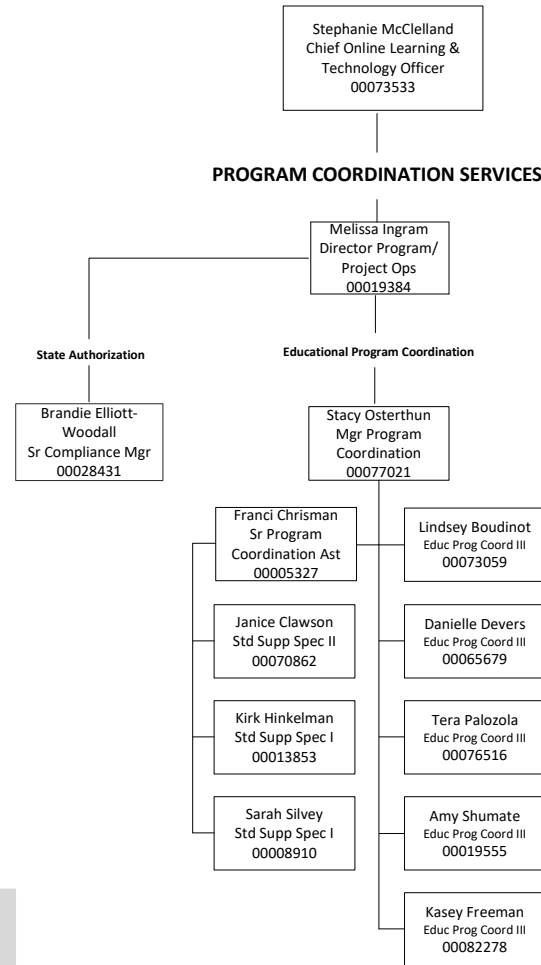 Stephanie McClelland
Chief Online Learning &
Technology Officer
00073533
PROGRAM COORDINATION SERVICES
Melissa Ingram
Director Program/
Project Ops
00019384
State Authorization
Educational Program Coordination
Brandie Elliott-
Woodall
Sr Compliance Mgr
00028431
Stacy Osterthun
Mgr Program
Coordination
00077021
Franci Chrisman
Sr Program
Coordination Ast
00005327
Janice Clawson
Std Supp Spec II
00070862
Kirk Hinkelman
Std Supp Spec I
00013853
Sarah Silvey
Std Supp Spec I
00008910
Lindsey Boudinot
Educ Prog Coord III
00073059
Danielle Devers
Educ Prog Coord III
00065679
Tera Palozola
Educ Prog Coord III
00076516
Amy Shumate
Educ Prog Coord III
00019555
Kasey Freeman
Educ Prog Coord III
00082278